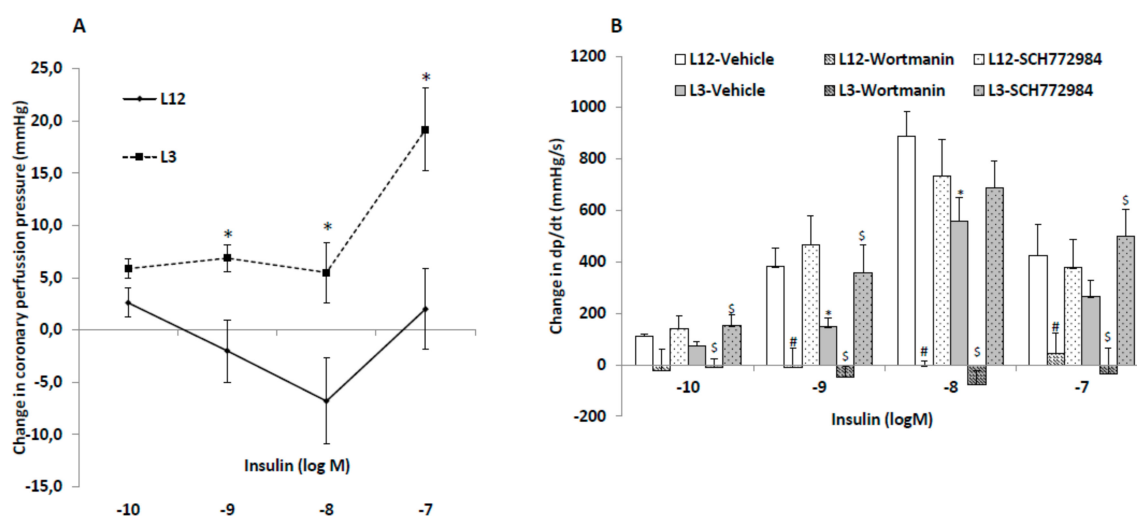 A
Change in coronary perfusion pressure (mmHg)
25,0
20,0
15,0
10,0
5,0
0,0
-5,0
-10,0
-15,0
L12
L3
*
*
*
Insulin (log M)
-10 -9 -8 -7
B
Change in dp/dt (mmHg/s)
1200
1000
800
600
400
200
0
-200
L12-Vehicle L12-Wortmanin L12-SCH772984
L3-Vehicle L3-Wortmanin L3-SCH772984
$ $
# * $ $
# * $
# $ $
-10 -9 -8 -7
Insulin (logM)